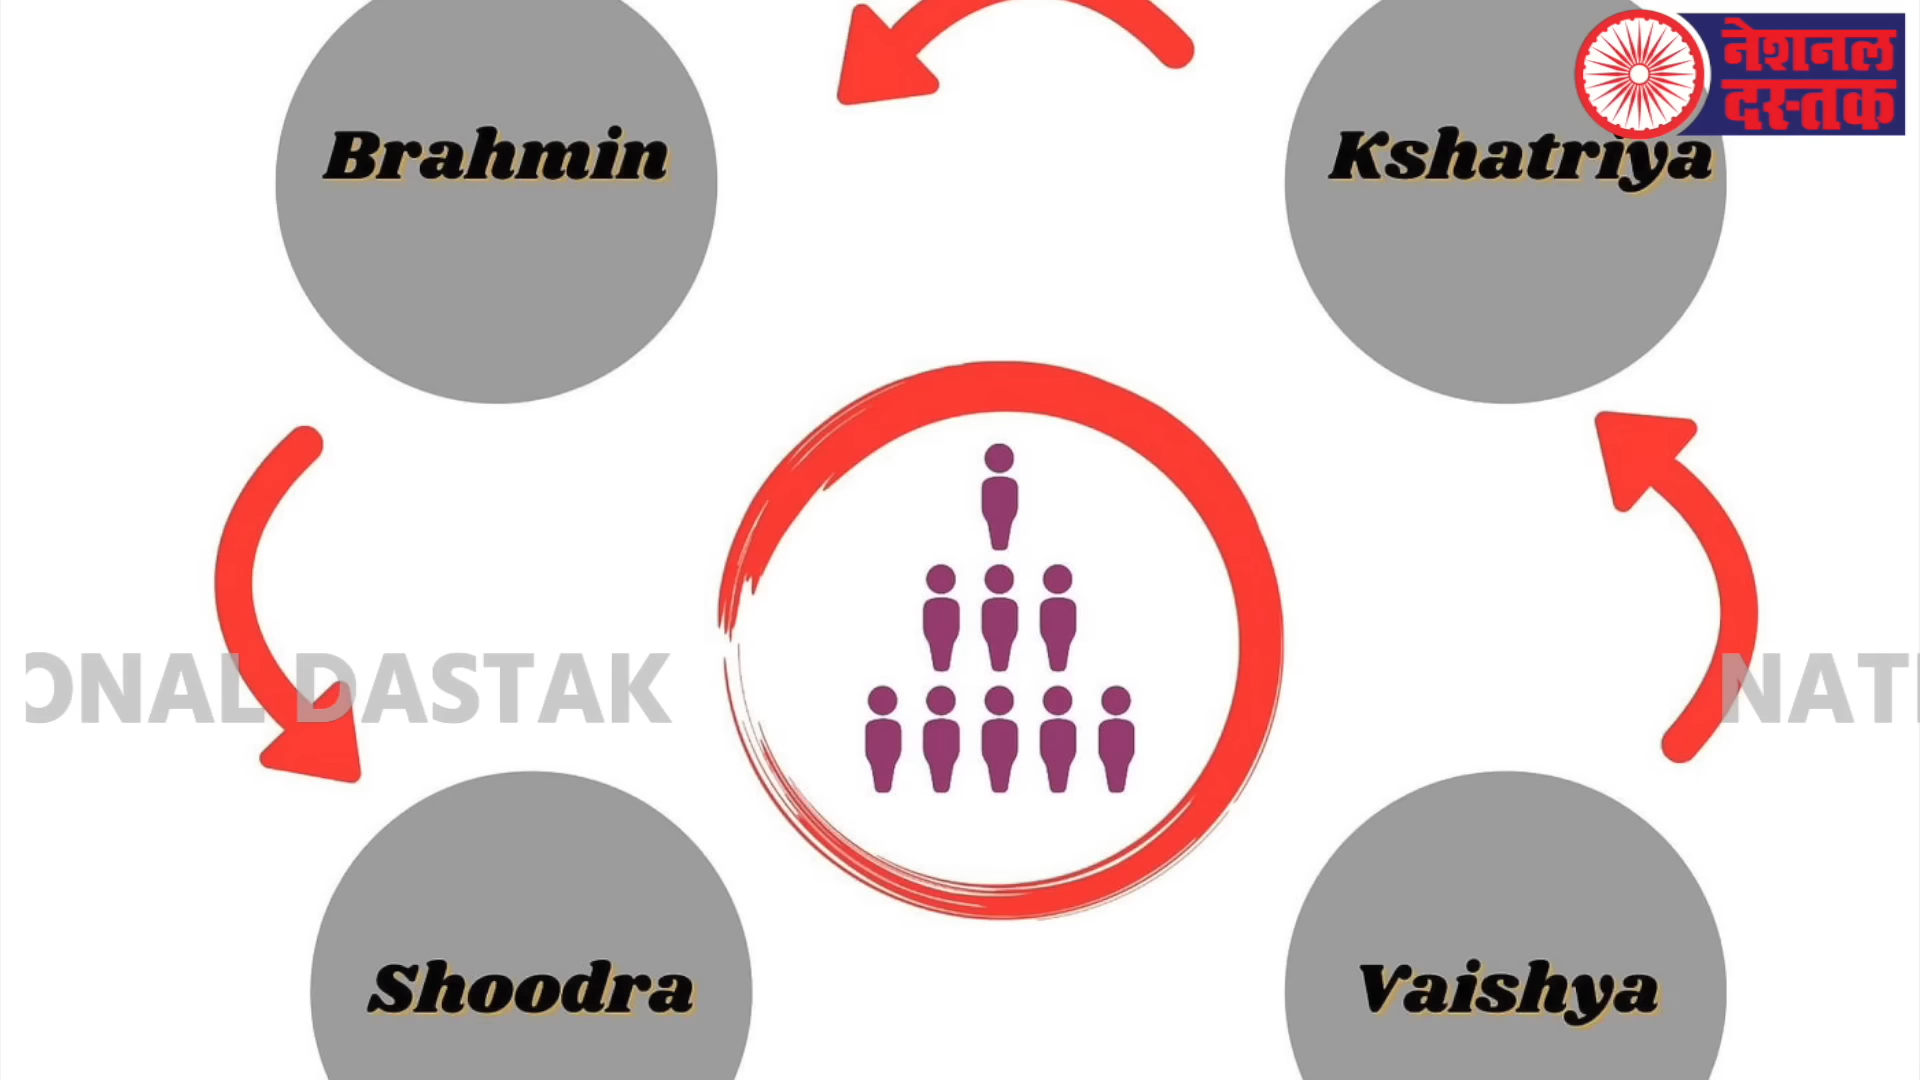 Brahmin
Kshatriya
नेशनल
दस्तक
ONAL DASTAK
NATI
Shoodra
Vaishya